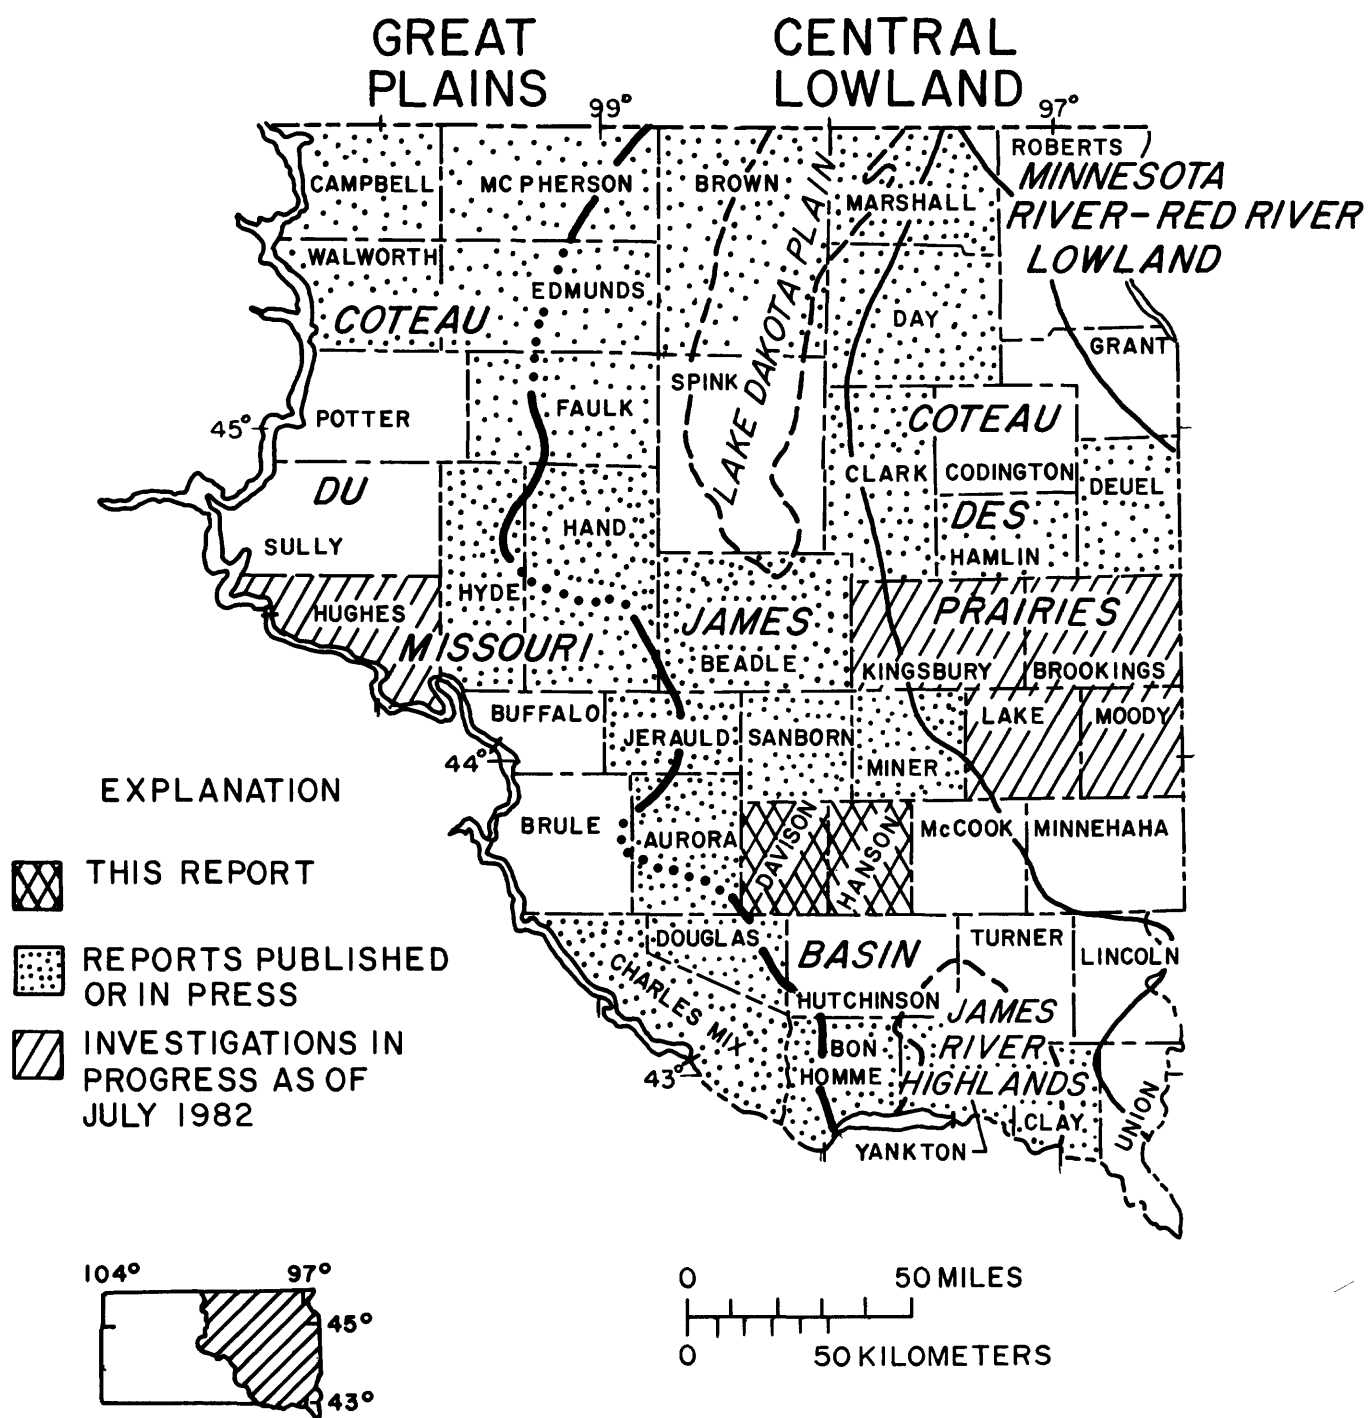 GREAT
PLAINS
CENTRAL
LOWLAND
99°
97°
ROBERTS
MINNESOTA
RIVER-RED RIVER
LOWLAND
CAMPBELL
MCPHERSON
BROWN
MARSHALL
LAKE DAKOTA PLAIN
WALWORTH
EDMUNDS
COTEAU
DAY
GRANT
SPINK
POTTER
FAULK
COTEAU
45°
CLARK
CODINGTON
DEUEL
DU
HAND
DES
SULLY
HAMLIN
HYDE
HUGHES
PRAIRIES
MISSOURI
JAMES
BEADLE
KINGSBURY
BROOKINGS
BUFFALO
JERAULD
SANBORN
LAKE
MOODY
44°
MINER
BRULE
AURORA
DAVISON
HANSON
McCOOK
MINNEHAHA
DOUGLAS
BASIN
TURNER
LINCOLN
CHARLES MIX
HUTCHINSON
JAMES
RIVER
HIGHLANDS
BON
HOMME
43°
CLAY
UNION
YANKTON
EXPLANATION
THIS REPORT
REPORTS PUBLISHED
OR IN PRESS
INVESTIGATIONS IN
PROGRESS AS OF
JULY 1982
104°
97°
45°
43°
0
50 MILES
0
50 KILOMETERS